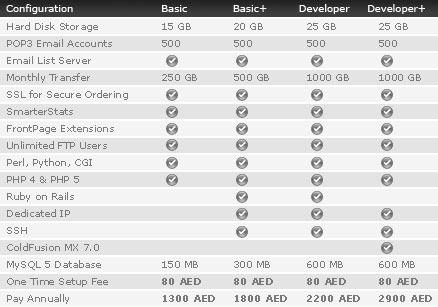 Configuration Basic Basic+ Developer Developer+
Hard Disk Storage 15 GB 20 GB 25 GB 25 GB
POP3 Email Accounts 500 500 500 500
Email List Server
Monthly Transfer 250 GB 500 GB 1000 GB 1000 GB
SSL for Secure Ordering
SmarterStats
FrontPage Extensions
Unlimited FTP Users
Perl, Python, CGI
PHP 4 & PHP 5
Ruby on Rails
Dedicated IP
SSH
ColdFusion MX 7.0
MySQL 5 Database 150 MB 300 MB 600 MB 600 MB
One Time Setup Fee 80 AED 80 AED 80 AED 80 AED
Pay Annually 1300 AED 1800 AED 2200 AED 2900 AED